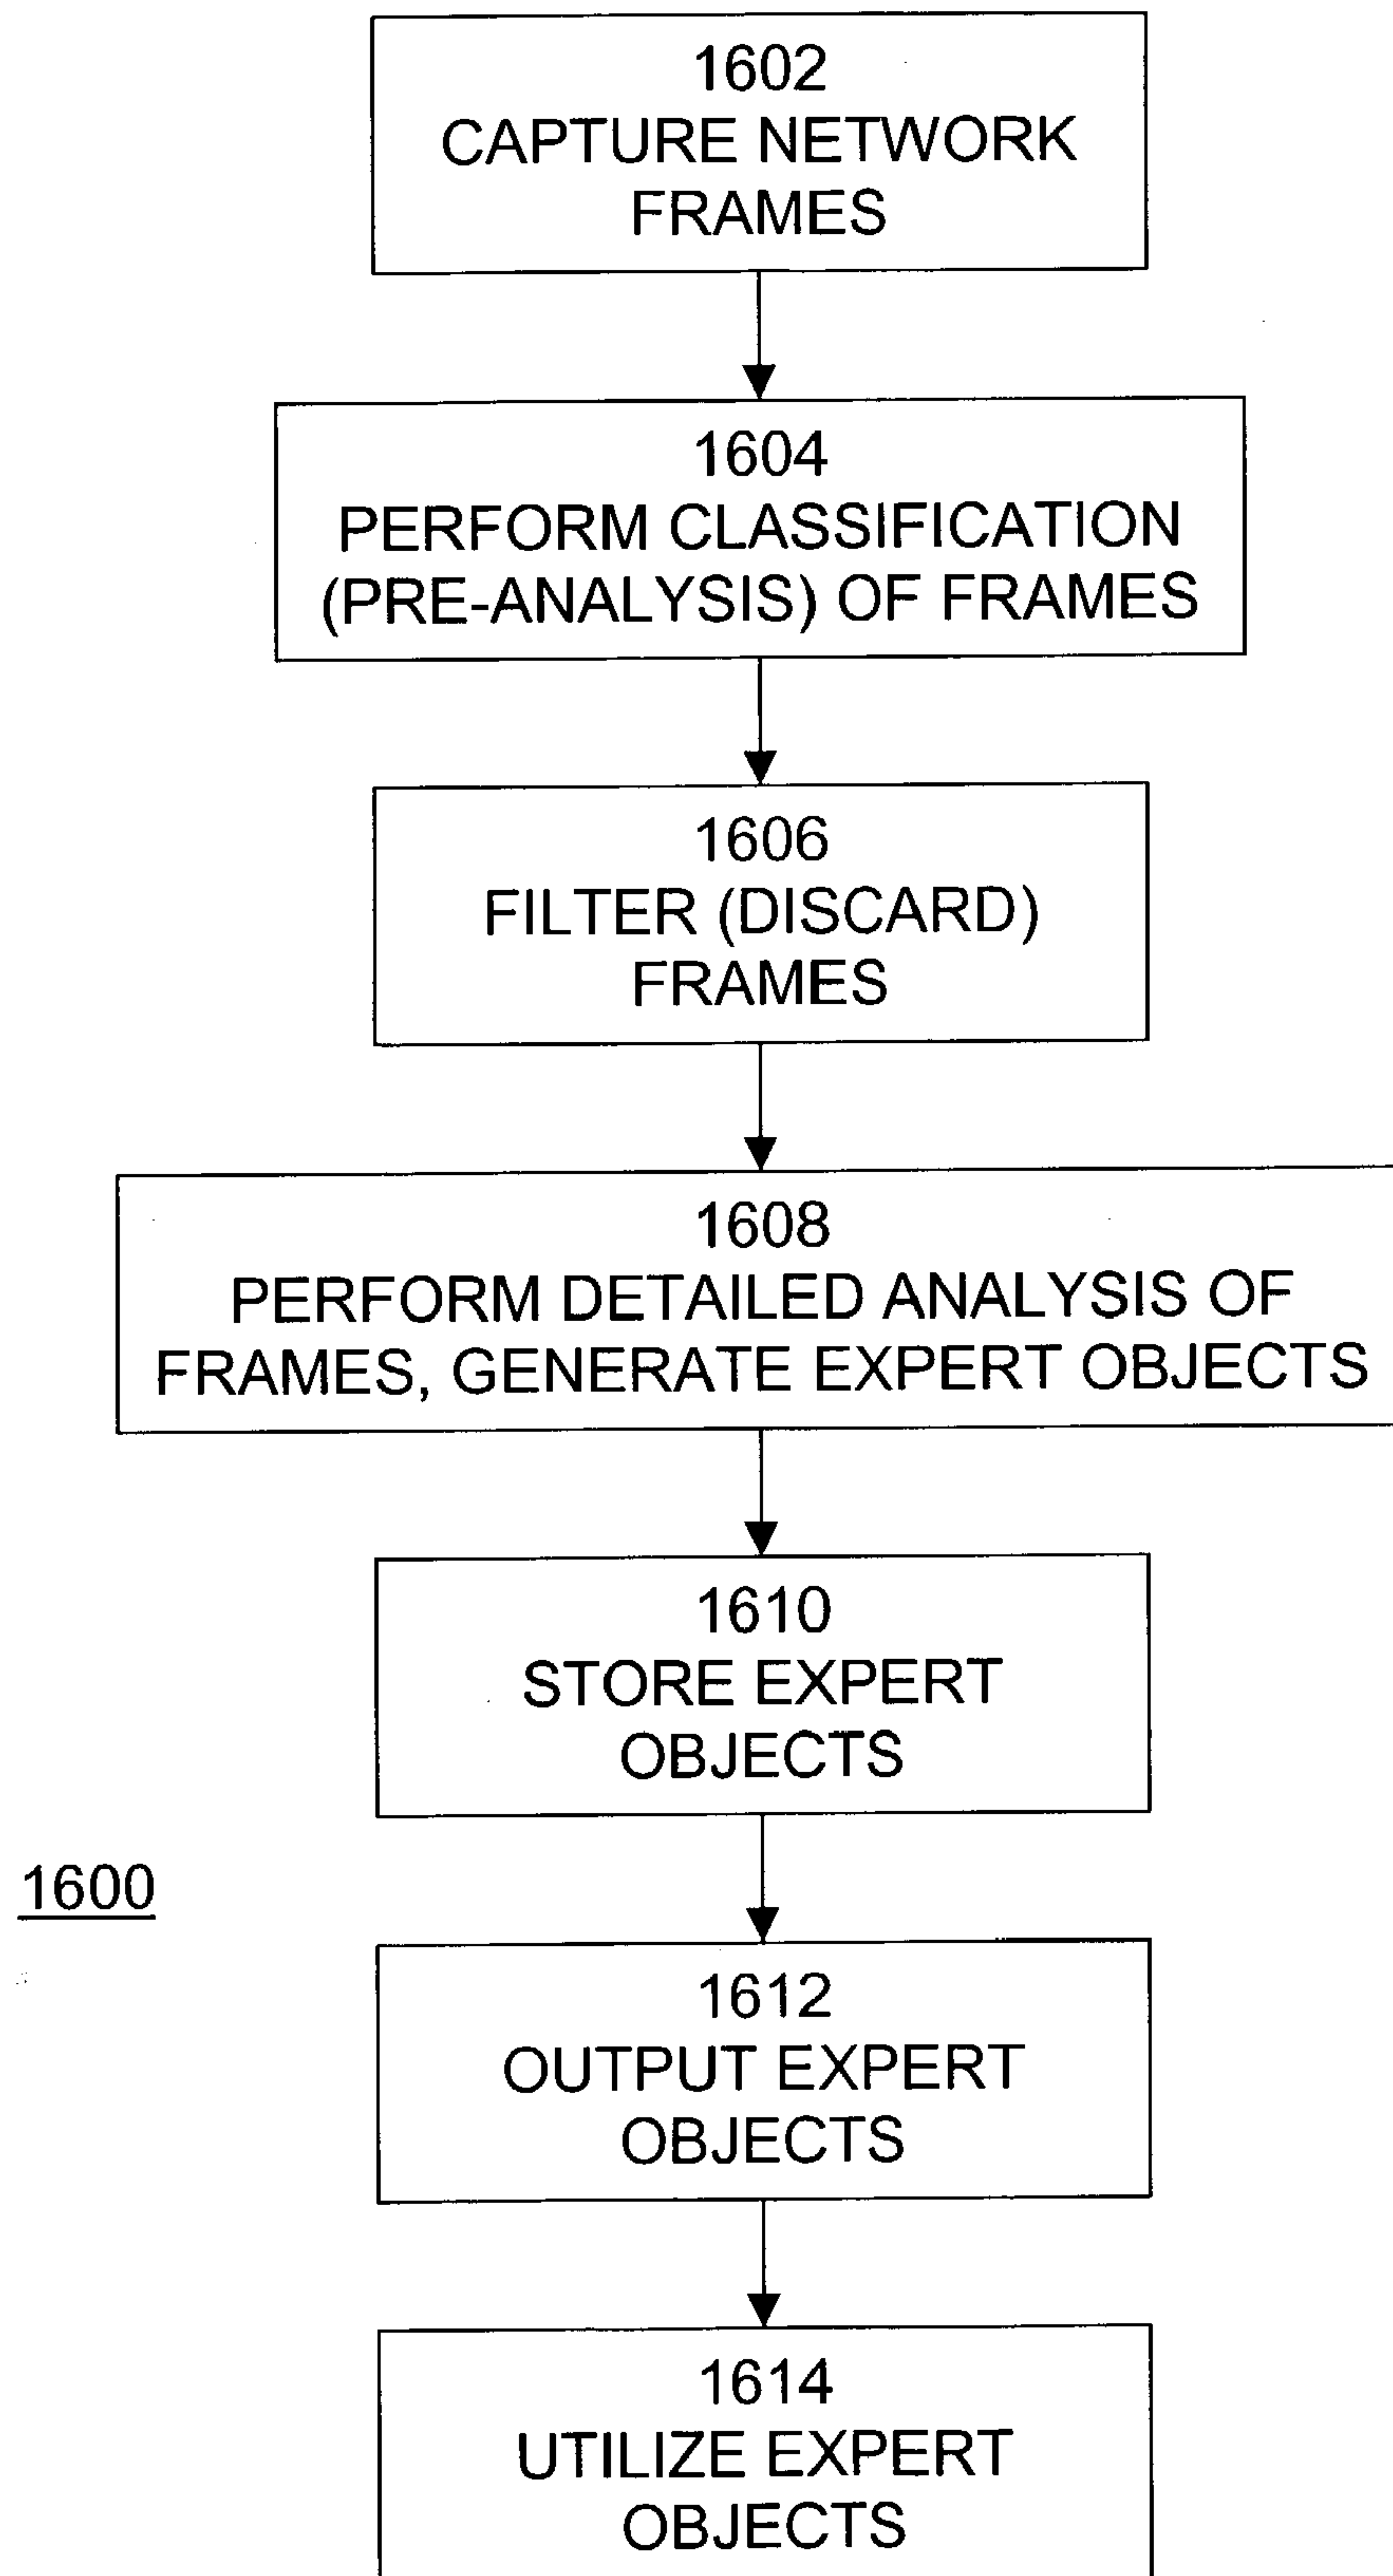 1602
CAPTURE NETWORK
FRAMES
1604
PERFORM CLASSIFICATION
(PRE-ANALYSIS) OF FRAMES
1606
FILTER (DISCARD)
FRAMES
1608
PERFORM DETAILED ANALYSIS OF
FRAMES, GENERATE EXPERT OBJECTS
1610
STORE EXPERT
OBJECTS
1600
1612
OUTPUT EXPERT
OBJECTS
1614
UTILIZE EXPERT
OBJECTS